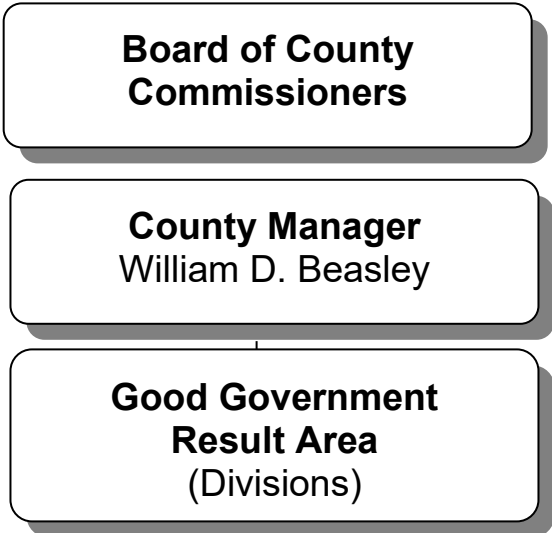 Board of County
Commissioners
County Manager
William D. Beasley
Good Government
Result Area
(Divisions)